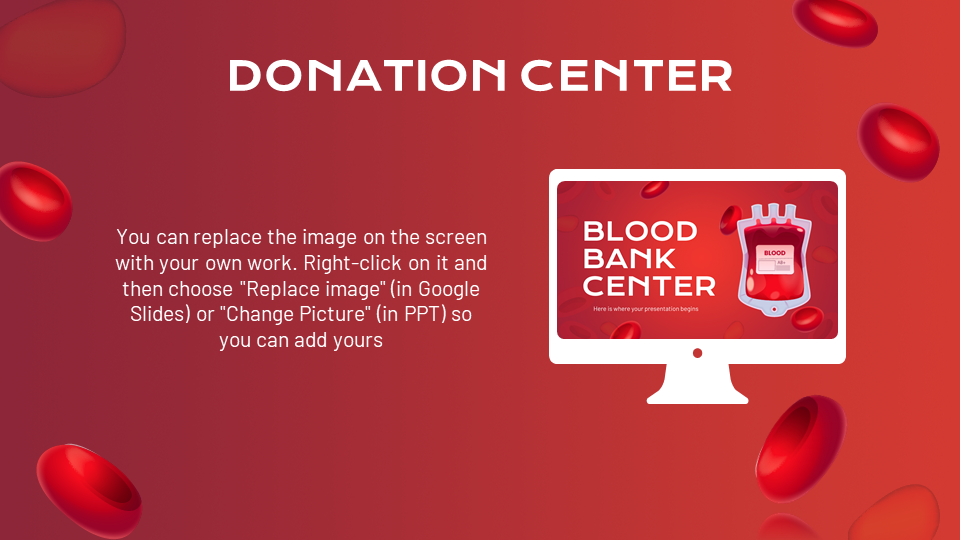 DONATION CENTER
You can replace the image on the screen
with your own work. Right-click on it and
then choose "Replace image" (in Google
Slides) or "Change Picture" (in PPT) so
you can add yours
BLOOD
BANK
CENTER
Here is where your presentation begins
BLOOD